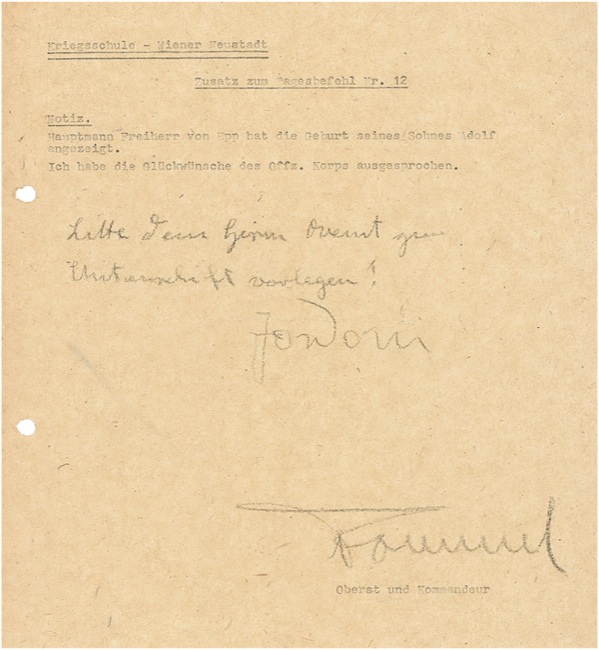 Kriegsschule - Wiener Neustadt
Zusatz zum Tagesbefehl Nr. 12
Notiz.
Hauptmann Freiherr von Epp hat die Geburt seines Sohnes Adolf
angezeigt.
Ich habe die Glückwünsche des Offz. Korps ausgesprochen.
bitte dem Herrn Oberst zur
Unterschrift vorlegen!
Rommel
Oberst und Kommandeur